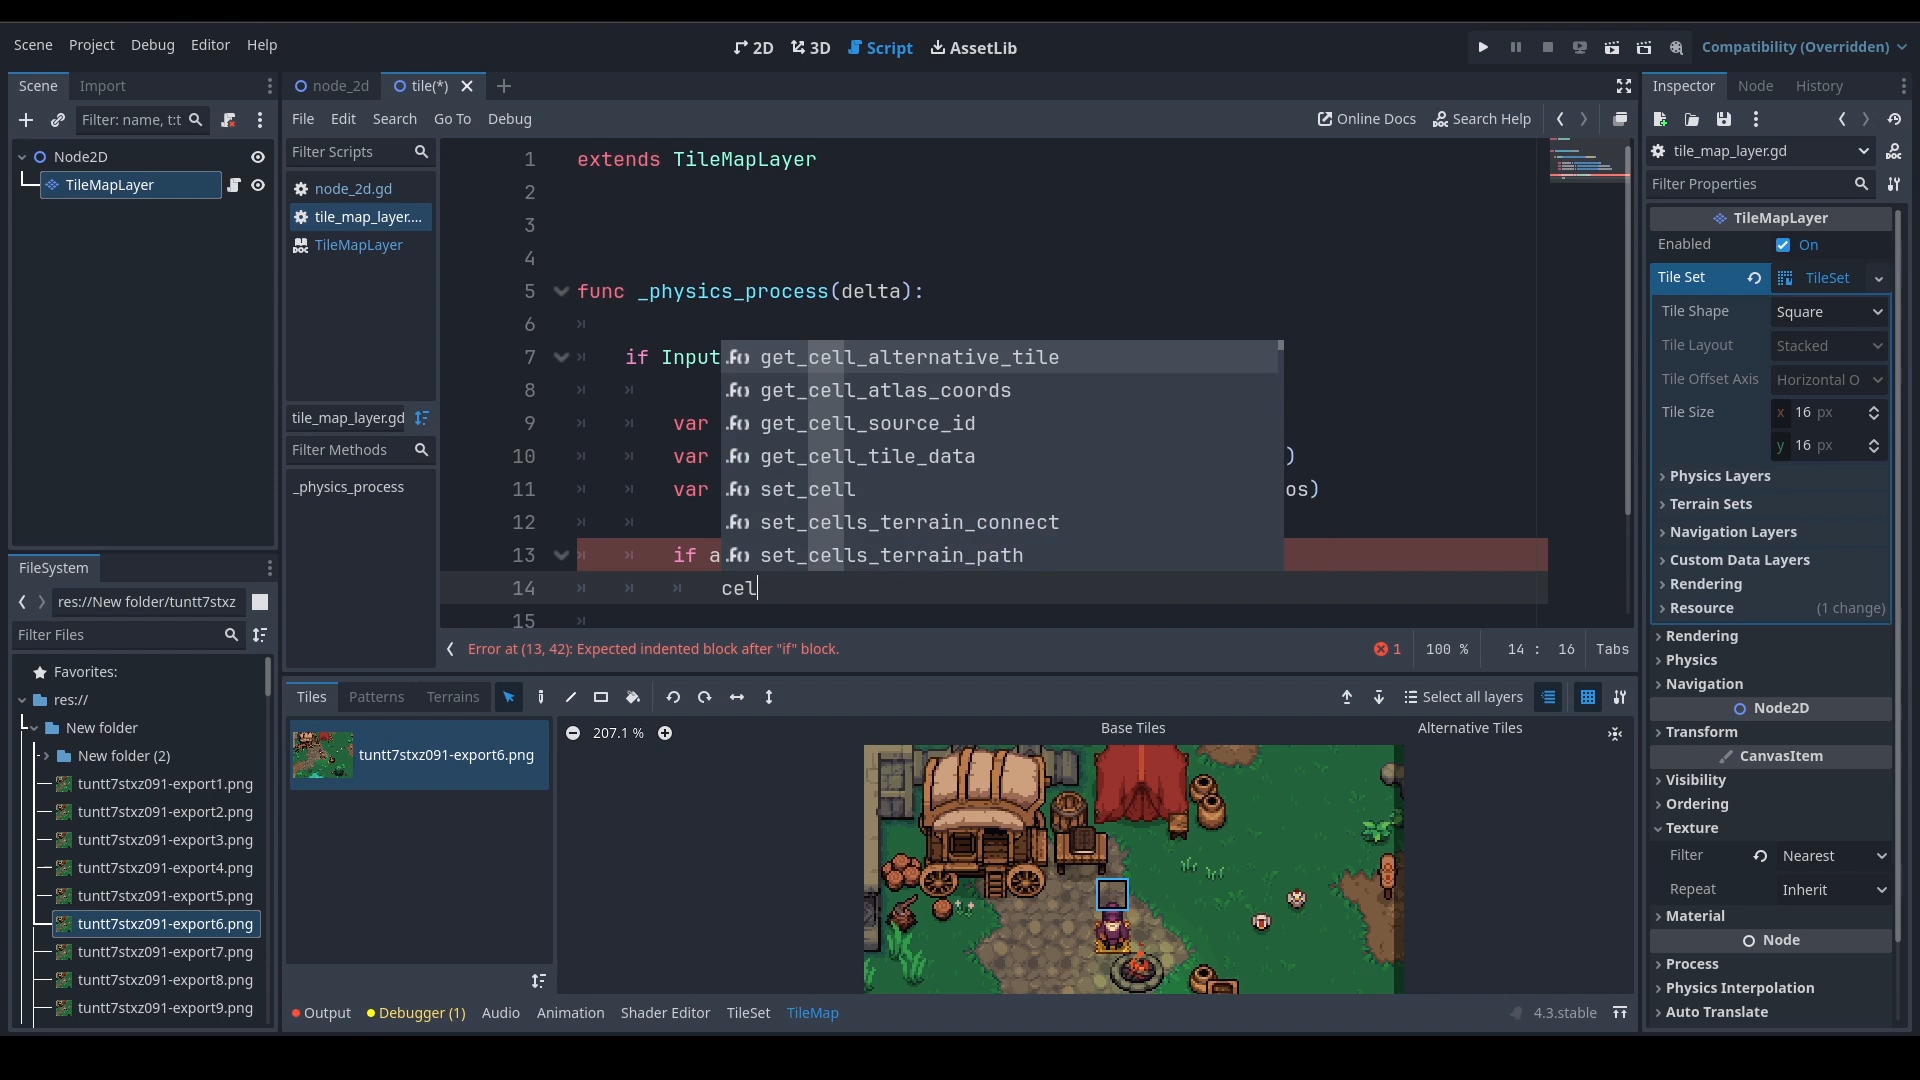 Scene Project Debug Editor Help
2D 3D Script AssetLib
Compatibility (Overridden)
Scene Import
Filter: name, t:t
Node2D
TileMapLayer
FileSystem
res://New folder/tuntt7stxz
Filter Files
Favorites:
res://
New folder
New folder (2)
tuntt7stxz091-export1.png
tuntt7stxz091-export2.png
tuntt7stxz091-export3.png
tuntt7stxz091-export4.png
tuntt7stxz091-export5.png
tuntt7stxz091-export6.png
tuntt7stxz091-export7.png
tuntt7stxz091-export8.png
tuntt7stxz091-export9.png
node_2d tile(*)
File Edit Search Go To Debug
Online Docs Search Help
Filter Scripts
node_2d.gd
tile_map_layer....
TileMapLayer
tile_map_layer.gd
Filter Methods
_physics_process
1 extends TileMapLayer
2
3
4
5 func _physics_process(delta):
6
7 if Input
8
9 var
10 var )
11 var os)
12
13 if a
14 cel
15
get_cell_alternative_tile
get_cell_atlas_coords
get_cell_source_id
get_cell_tile_data
set_cell
set_cells_terrain_connect
set_cells_terrain_path
Error at (13, 42): Expected indented block after "if" block.
1 100 % 14 : 16 Tabs
Tiles Patterns Terrains
Select all layers
tuntt7stxz091-export6.png
207.1 %
Base Tiles
Alternative Tiles
Output Debugger (1) Audio Animation Shader Editor TileSet TileMap
4.3.stable
Inspector Node History
tile_map_layer.gd
Filter Properties
TileMapLayer
Enabled On
Tile Set TileSet
Tile Shape Square
Tile Layout Stacked
Tile Offset Axis Horizontal O
Tile Size x 16 px
y 16 px
Physics Layers
Terrain Sets
Navigation Layers
Custom Data Layers
Rendering
Resource (1 change)
Rendering
Physics
Navigation
Node2D
Transform
CanvasItem
Visibility
Ordering
Texture
Filter Nearest
Repeat Inherit
Material
Node
Process
Physics Interpolation
Auto Translate